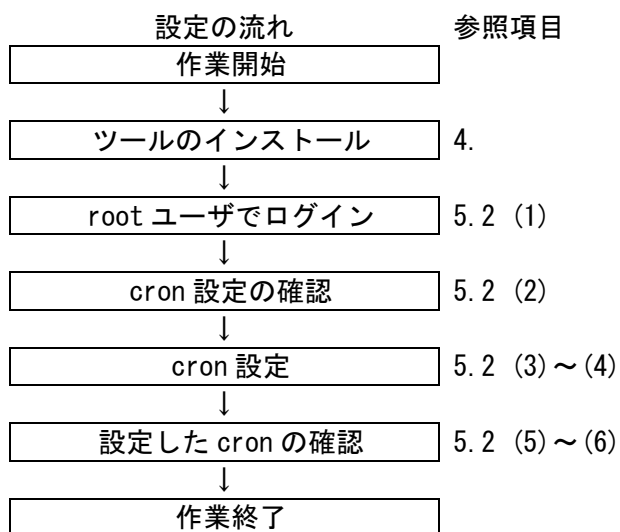 設定の流れ 参照項目
作業開始
↓
ツールのインストール 4.
↓
root ユーザでログイン 5.2 (1)
↓
cron 設定の確認 5.2 (2)
↓
cron 設定 5.2 (3)～(4)
↓
設定した cron の確認 5.2 (5)～(6)
↓
作業終了